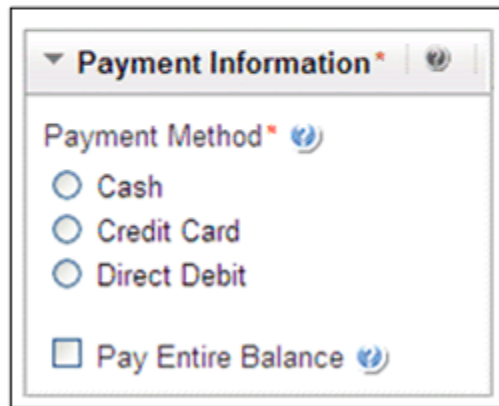 Payment Information*
Payment Method*
Cash
Credit Card
Direct Debit
Pay Entire Balance